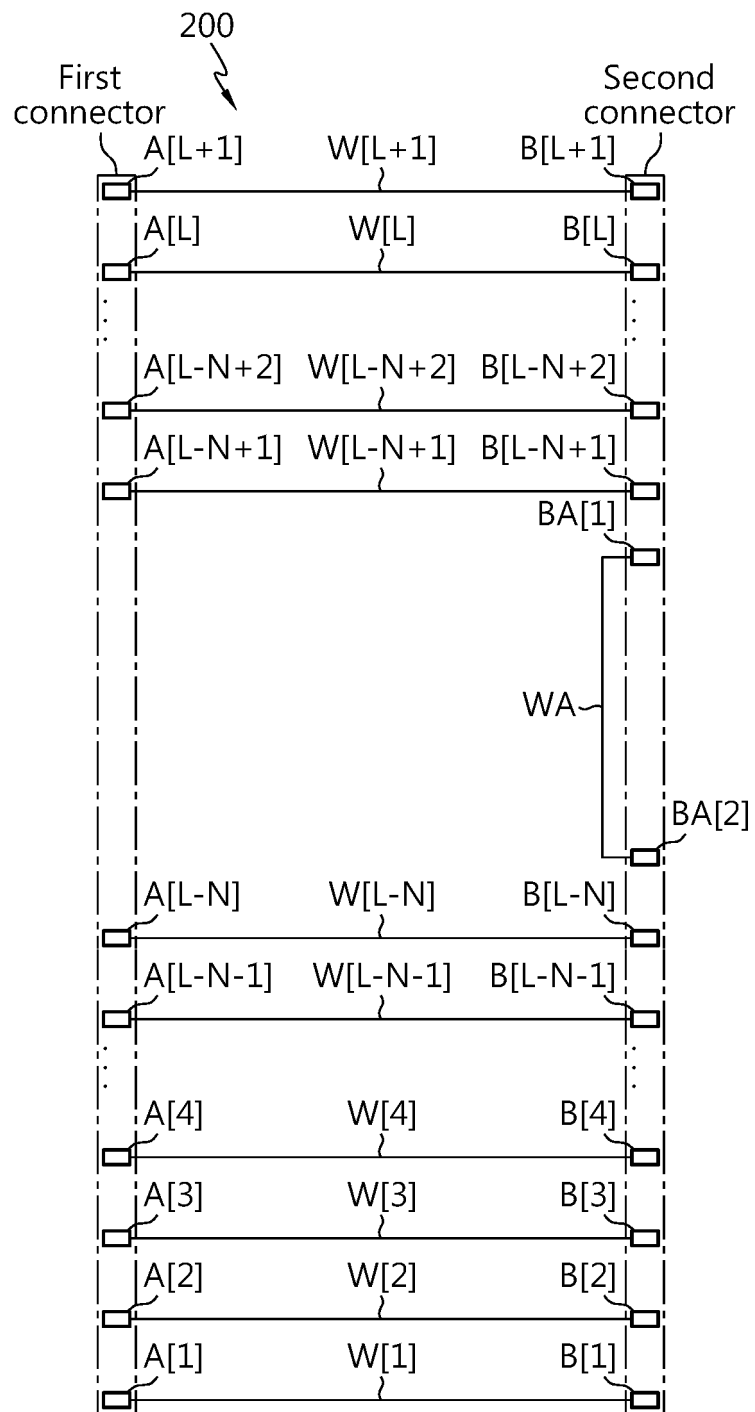 200
First connector
Second connector
A[L+1] W[L+1] B[L+1]
A[L] W[L] B[L]
A[L-N+2] W[L-N+2] B[L-N+2]
A[L-N+1] W[L-N+1] B[L-N+1]
BA[1]
WA
BA[2]
A[L-N] W[L-N] B[L-N]
A[L-N-1] W[L-N-1] B[L-N-1]
A[4] W[4] B[4]
A[3] W[3] B[3]
A[2] W[2] B[2]
A[1] W[1] B[1]